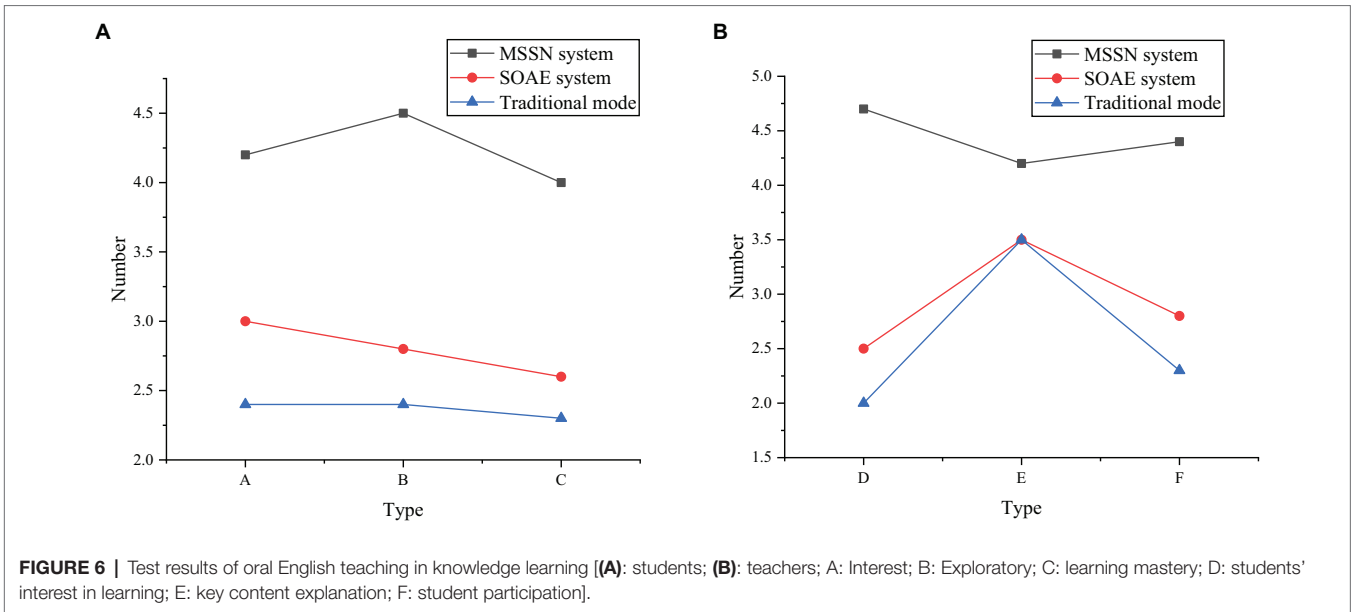 A
MSSN system
SOAE system
Traditional mode
4.5
4.0
3.5
3.0
2.5
2.0
Number
A B C
Type
B
MSSN system
SOAE system
Traditional mode
5.0
4.5
4.0
3.5
3.0
2.5
2.0
1.5
Number
D E F
Type
FIGURE 6 | Test results of oral English teaching in knowledge learning [(A): students; (B): teachers; A: Interest; B: Exploratory; C: learning mastery; D: students’
interest in learning; E: key content explanation; F: student participation].